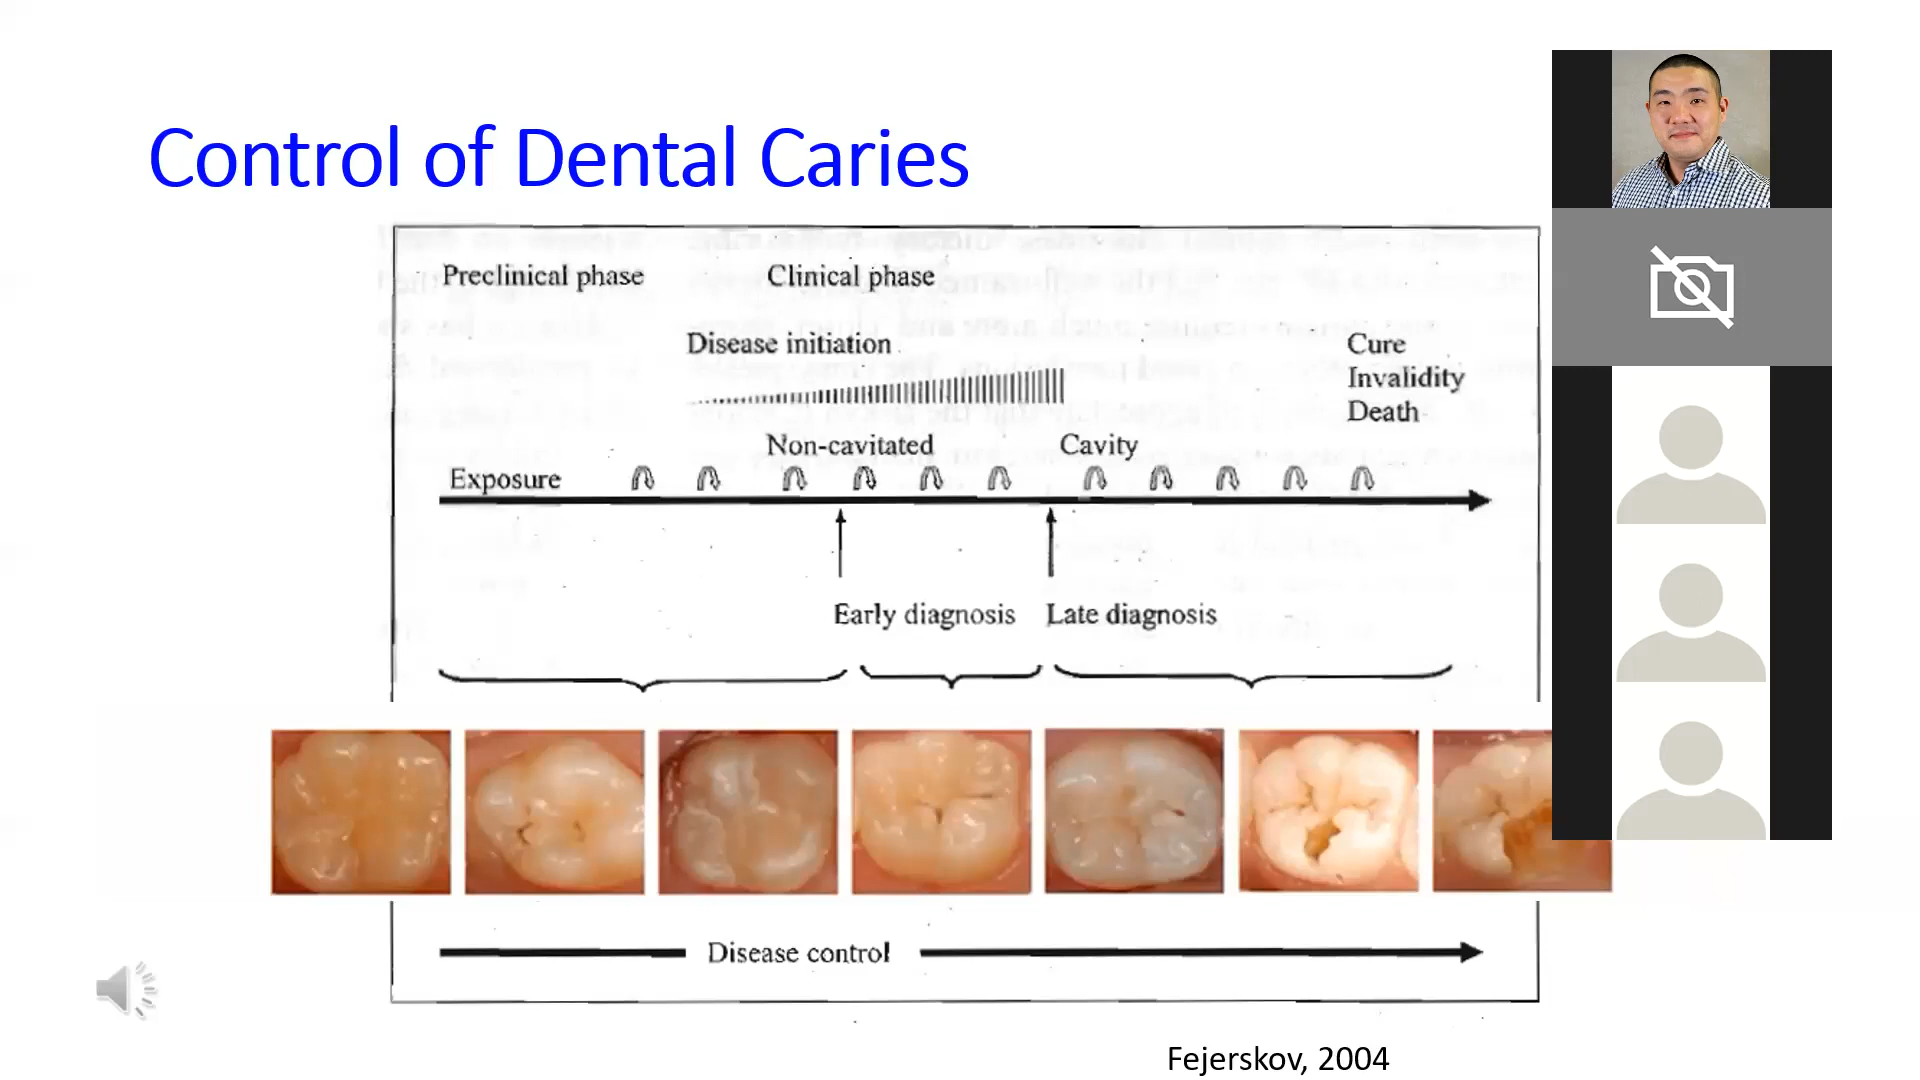 Control of Dental Caries
Preclinical phase
Clinical phase
Disease initiation
Cure
Invalidity
Death
Non-cavitated
Cavity
Exposure
Early diagnosis
Late diagnosis
Disease control
Fejerskov, 2004